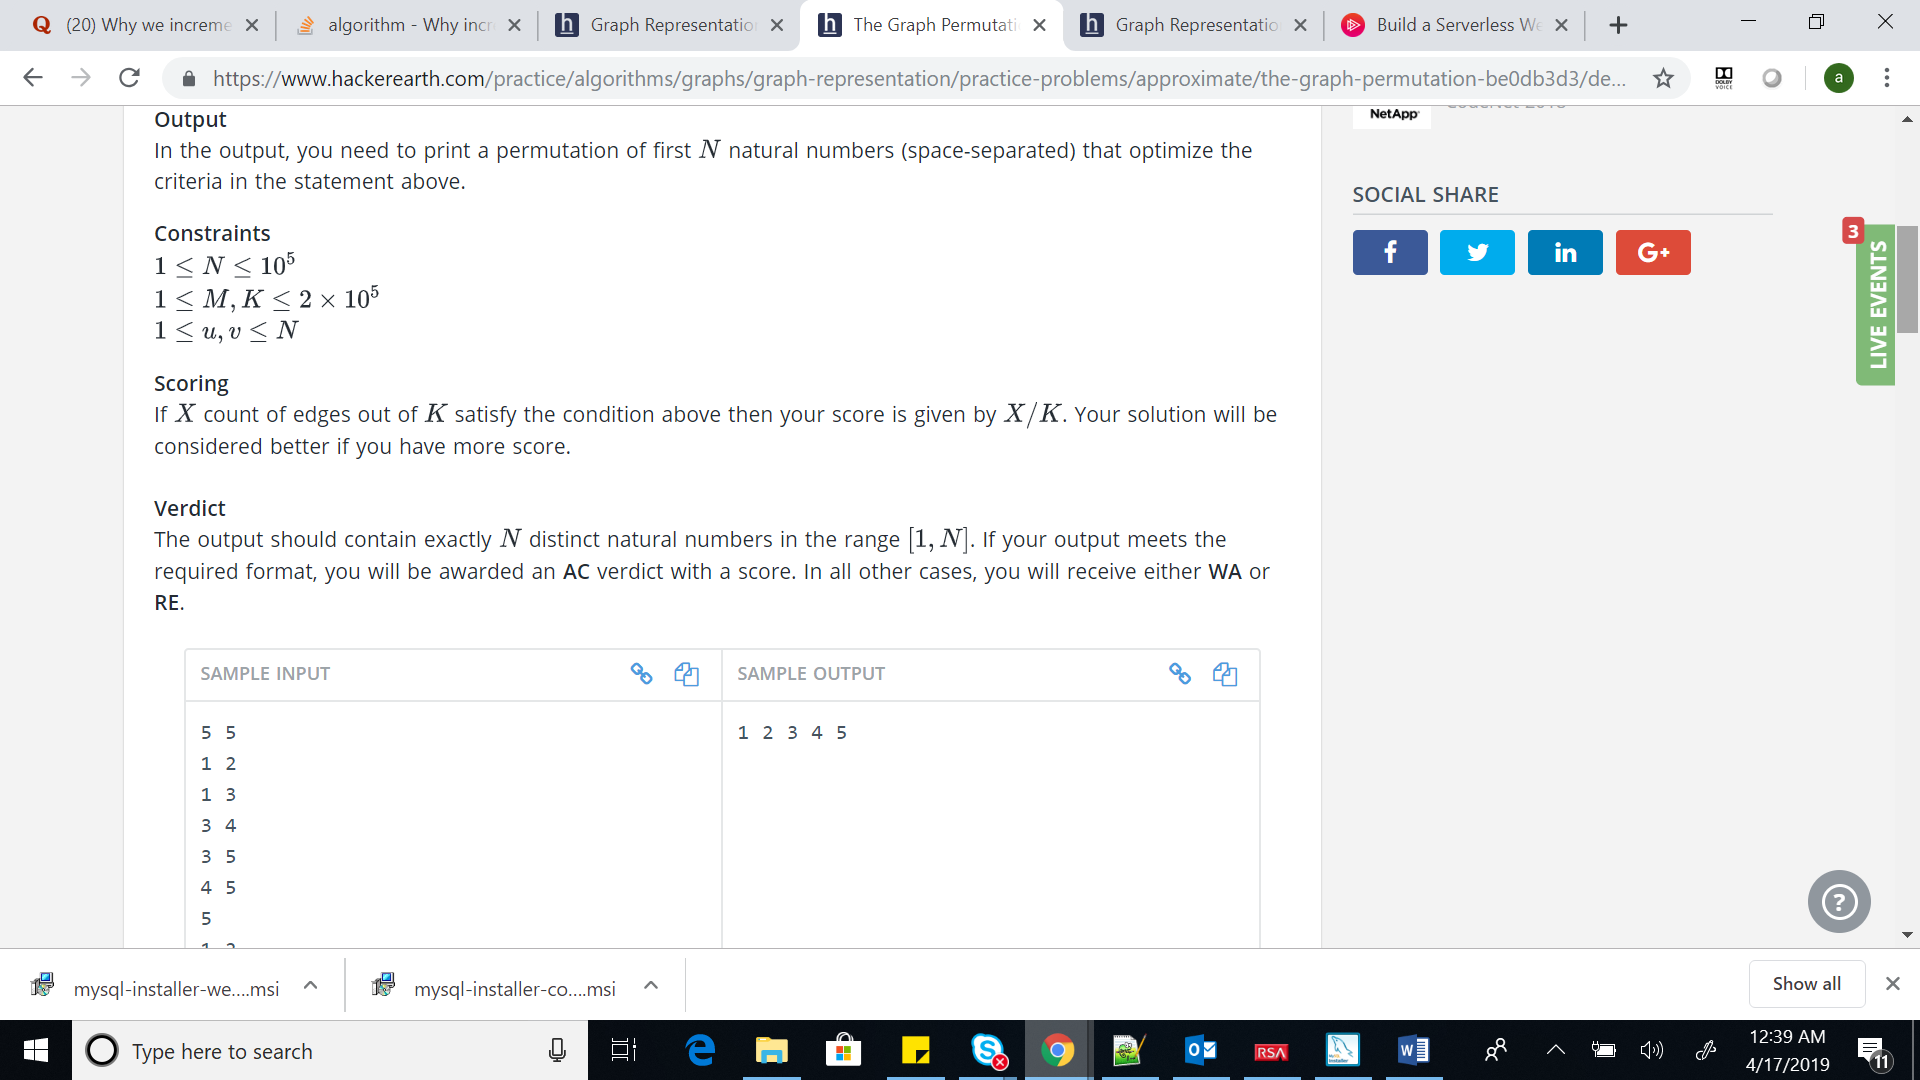 (20) Why we increme
algorithm - Why incr
Graph Representatio
The Graph Permutati
Graph Representatio
Build a Serverless We
https://www.hackerearth.com/practice/algorithms/graphs/graph-representation/practice-problems/approximate/the-graph-permutation-be0db3d3/de...
DOLBY VOICE
a
NetApp
Output
In the output, you need to print a permutation of first N natural numbers (space-separated) that optimize the
criteria in the statement above.
Constraints
1 ≤ N ≤ 10⁵
1 ≤ M, K ≤ 2 × 10⁵
1 ≤ u, v ≤ N
Scoring
If X count of edges out of K satisfy the condition above then your score is given by X/K. Your solution will be
considered better if you have more score.
Verdict
The output should contain exactly N distinct natural numbers in the range [1, N]. If your output meets the
required format, you will be awarded an AC verdict with a score. In all other cases, you will receive either WA or
RE.
SAMPLE INPUT
5 5
1 2
1 3
3 4
3 5
4 5
5
SAMPLE OUTPUT
1 2 3 4 5
SOCIAL SHARE
f
in
G+
3
LIVE EVENTS
?
mysql-installer-we....msi
mysql-installer-co....msi
Show all
Type here to search
RSA
12:39 AM
4/17/2019
11